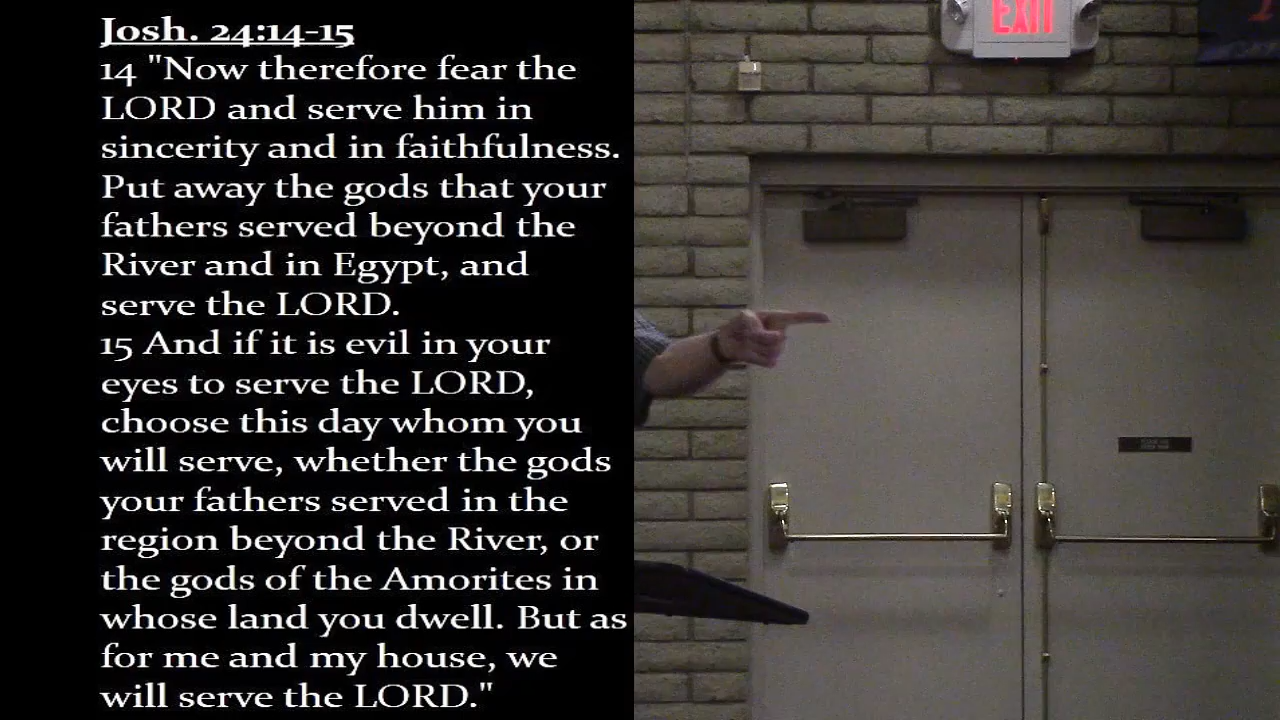 Josh. 24:14-15
14 "Now therefore fear the
LORD and serve him in
sincerity and in faithfulness.
Put away the gods that your
fathers served beyond the
River and in Egypt, and
serve the LORD.
15 And if it is evil in your
eyes to serve the LORD,
choose this day whom you
will serve, whether the gods
your fathers served in the
region beyond the River, or
the gods of the Amorites in
whose land you dwell. But as
for me and my house, we
will serve the LORD."
EXIT